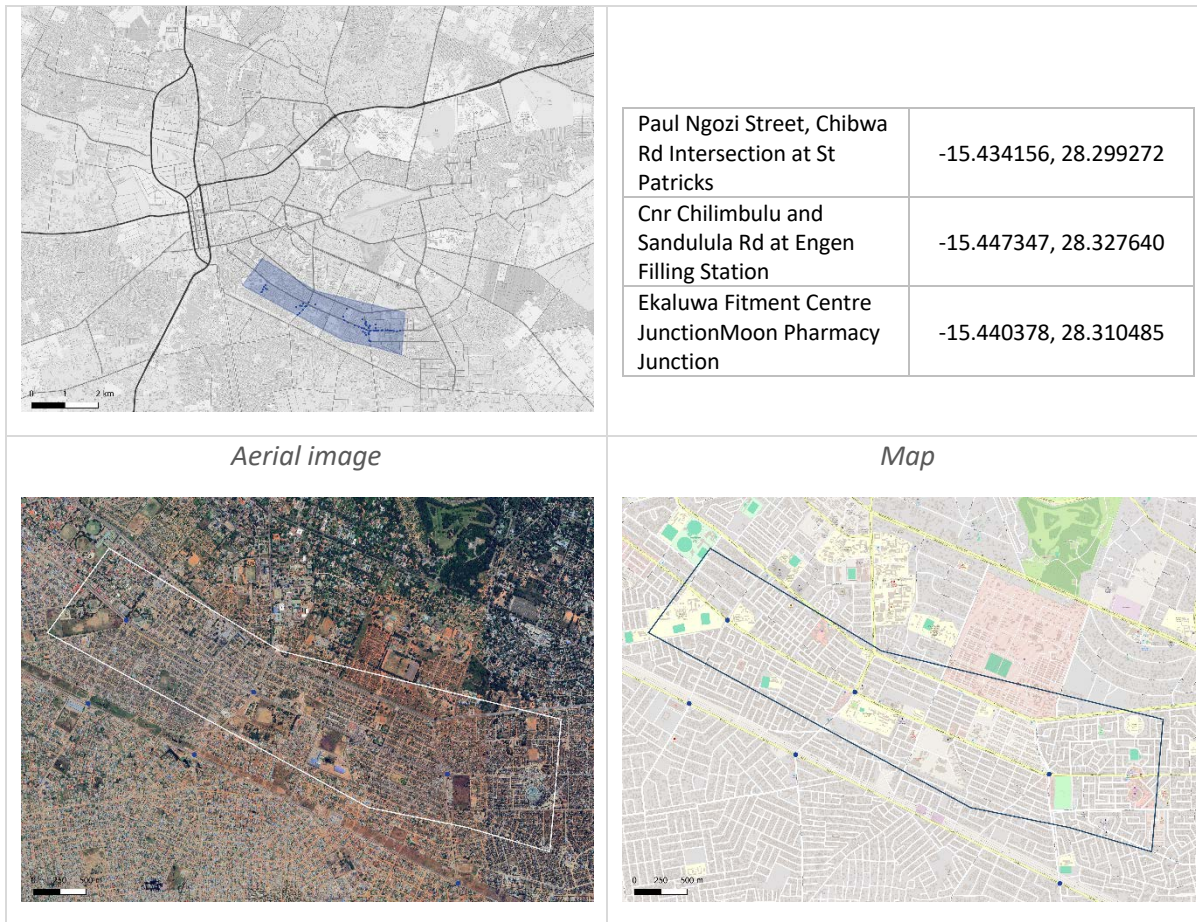 0 1 2 km
Paul Ngozi Street, Chibwa
Rd Intersection at St
Patricks
-15.434156, 28.299272
Cnr Chilimbulu and
Sandulula Rd at Engen
Filling Station
-15.447347, 28.327640
Ekaluwa Fitment Centre
JunctionMoon Pharmacy
Junction
-15.440378, 28.310485
Aerial image
Map
0 250 500 m
0 250 500 m